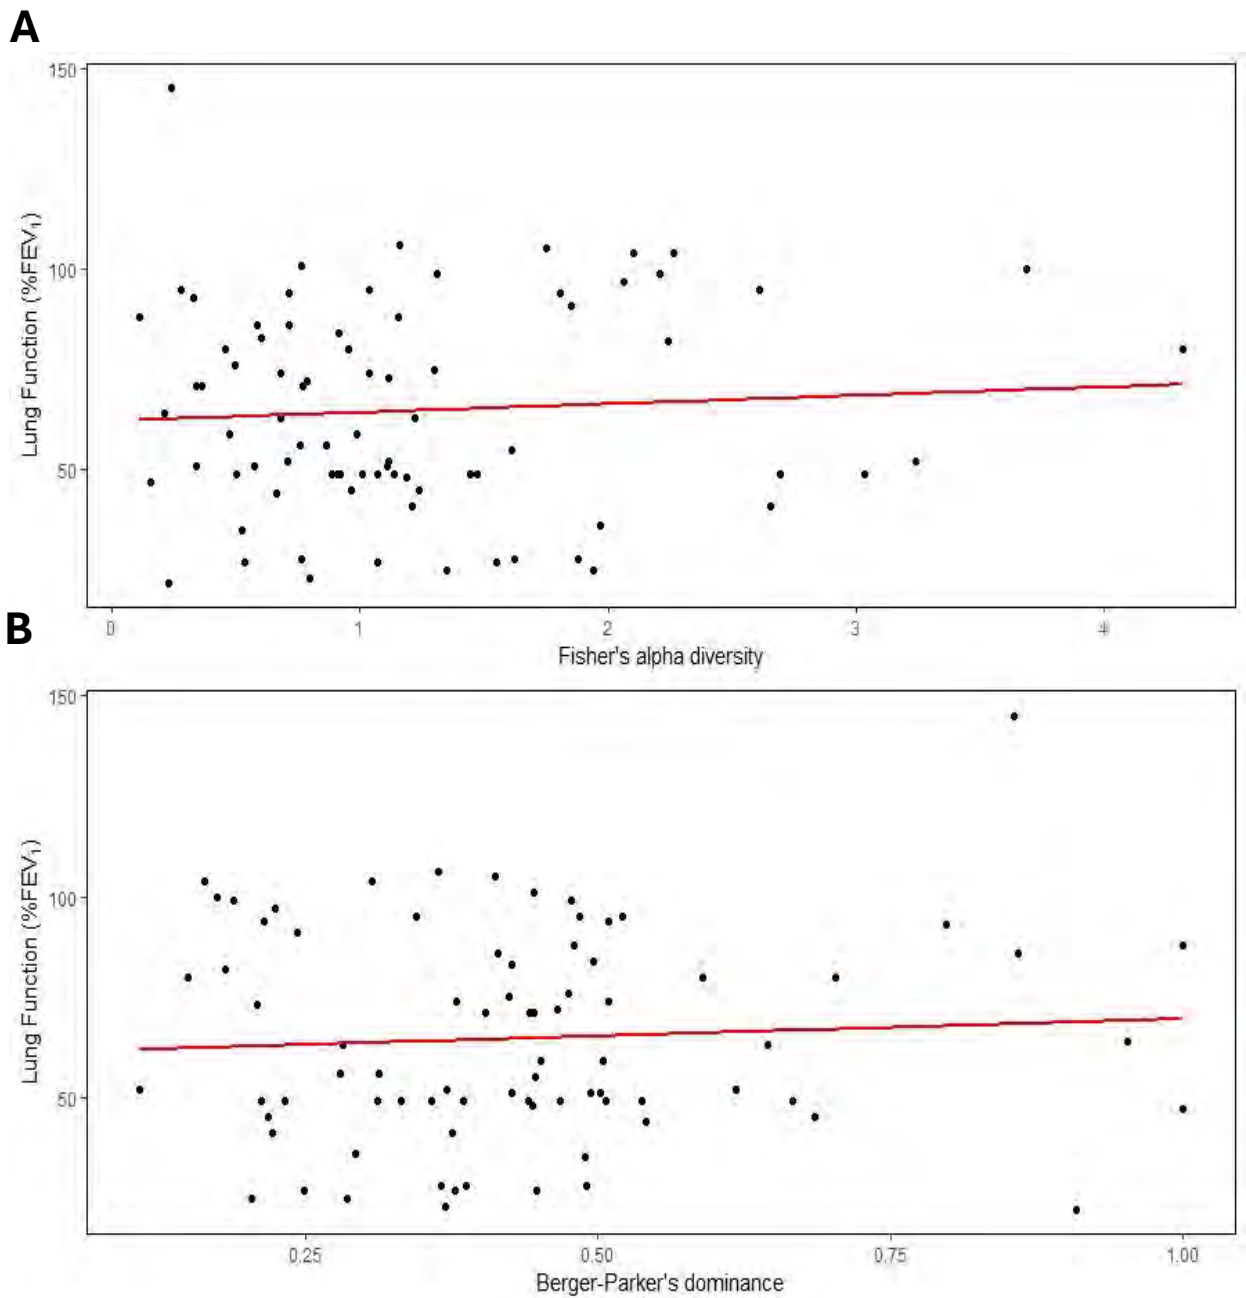 A
150
100
50
Lung Function (%FEV₁)
0 1 2 3 4
Fisher's alpha diversity
B
150
100
50
Lung Function (%FEV₁)
0.25 0.50 0.75 1.00
Berger-Parker's dominance